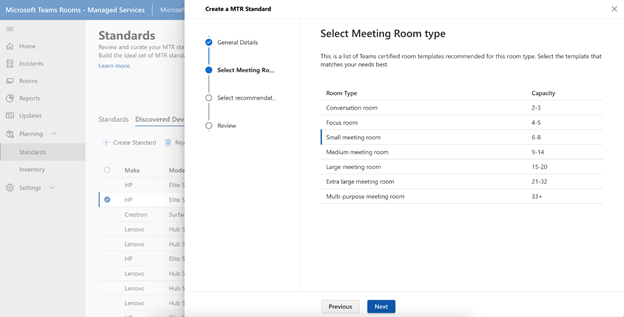 Microsoft Teams Rooms - Managed Services
Microsof
Home
Incidents
Rooms
Reports
Updates
Planning
Standards
Inventory
Settings
Standards
Review and curate your MTR sta
Build the ideal set of MTR standar
Learn more.
Standards Discovered Dev
Create Standard Reje
Make Mode
HP Elite S
HP Elite S
Crestron Surfac
Lenovo Hub S
Lenovo Hub S
HP Elite S
Lenovo Hub S
Lenovo Hub S
Lenovo Hub S
HP Elite S
Create a MTR Standard
General Details
Select Meeting Ro...
Select recommendat...
Review
Select Meeting Room type
This is a list of Teams certified room templates recommended for this room type. Select the template that
matches your needs best.
Room Type Capacity
Conversation room 2-3
Focus room 4-5
Small meeting room 6-8
Medium meeting room 9-14
Large meeting room 15-20
Extra large meeting room 21-32
Multi-purpose meeting room 33+
Previous Next